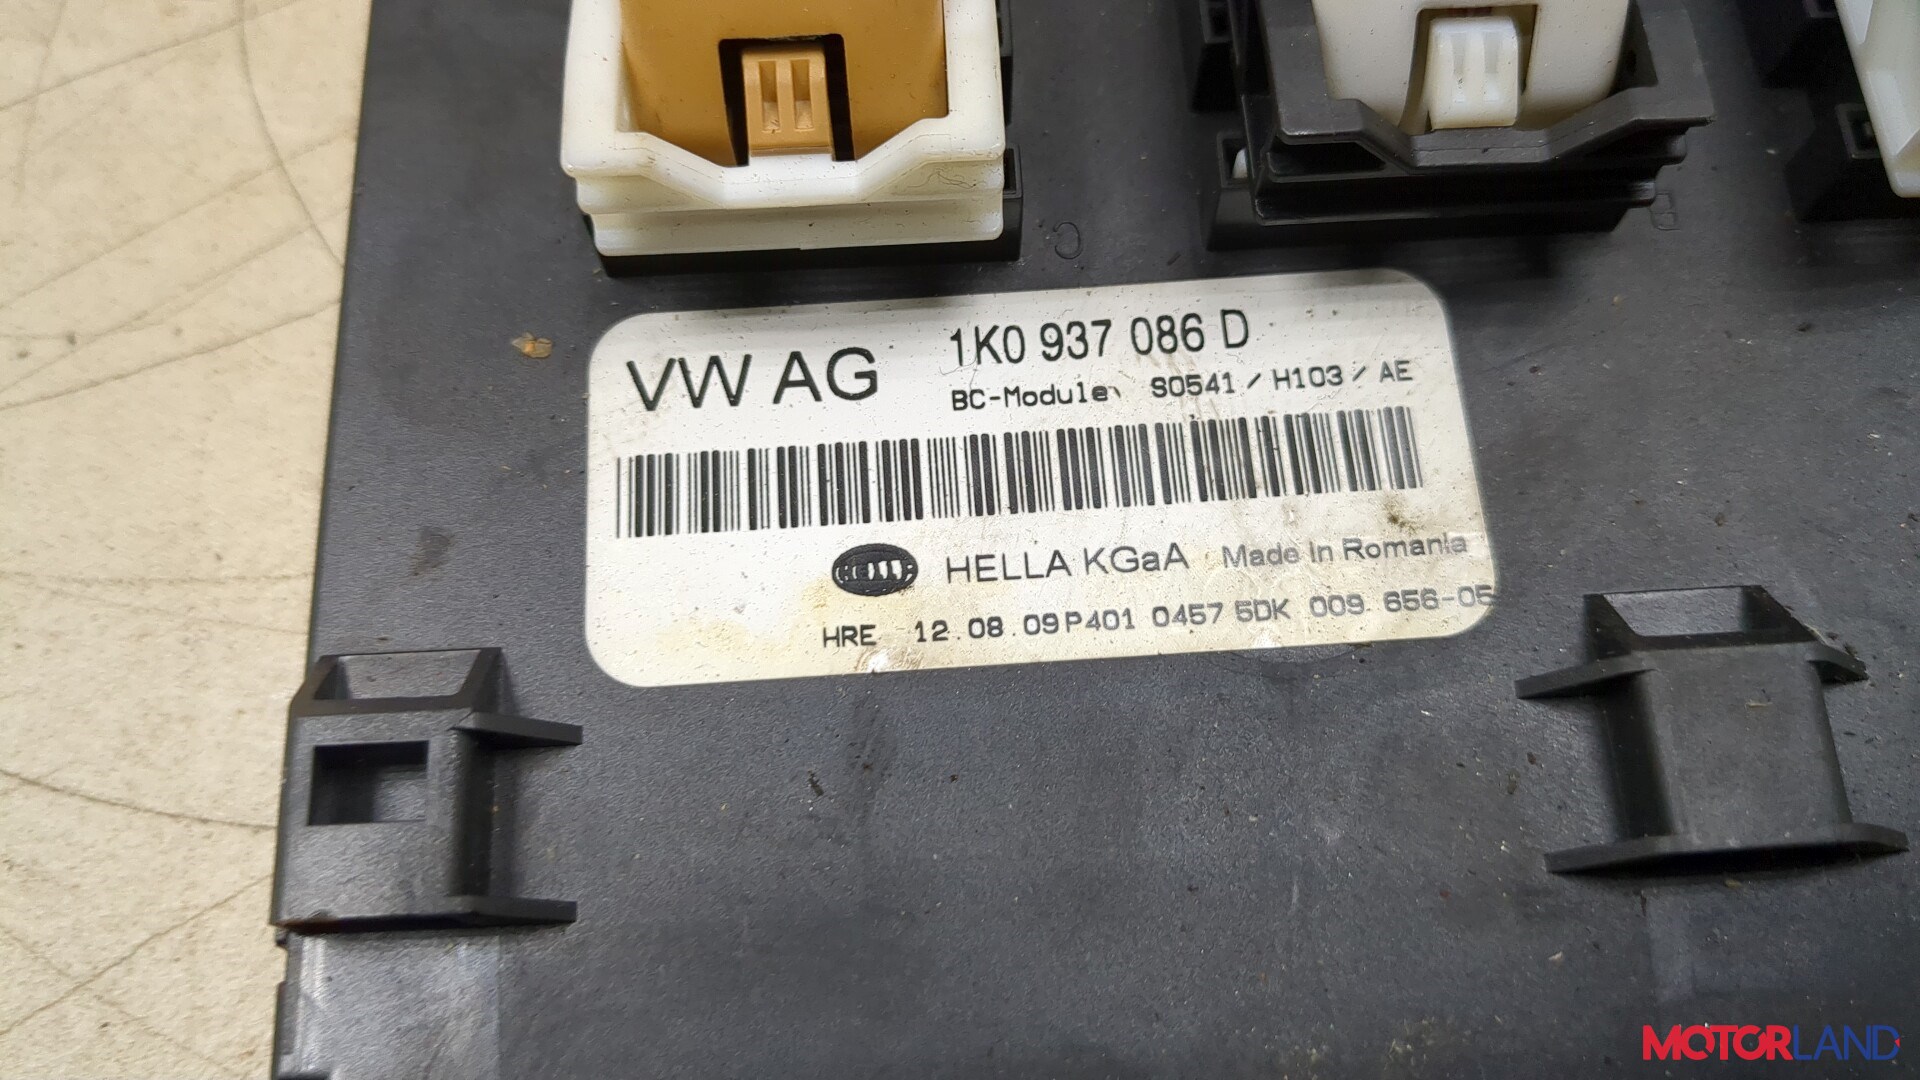 C
B
VW AG
1K0 937 086 D
BC-Module S0541 / H103 / AE
HELLA
HELLA KGaA Made in Romania
HRE 12.08.09 P401 0457 5DK 009.656-05
MOTORLAND